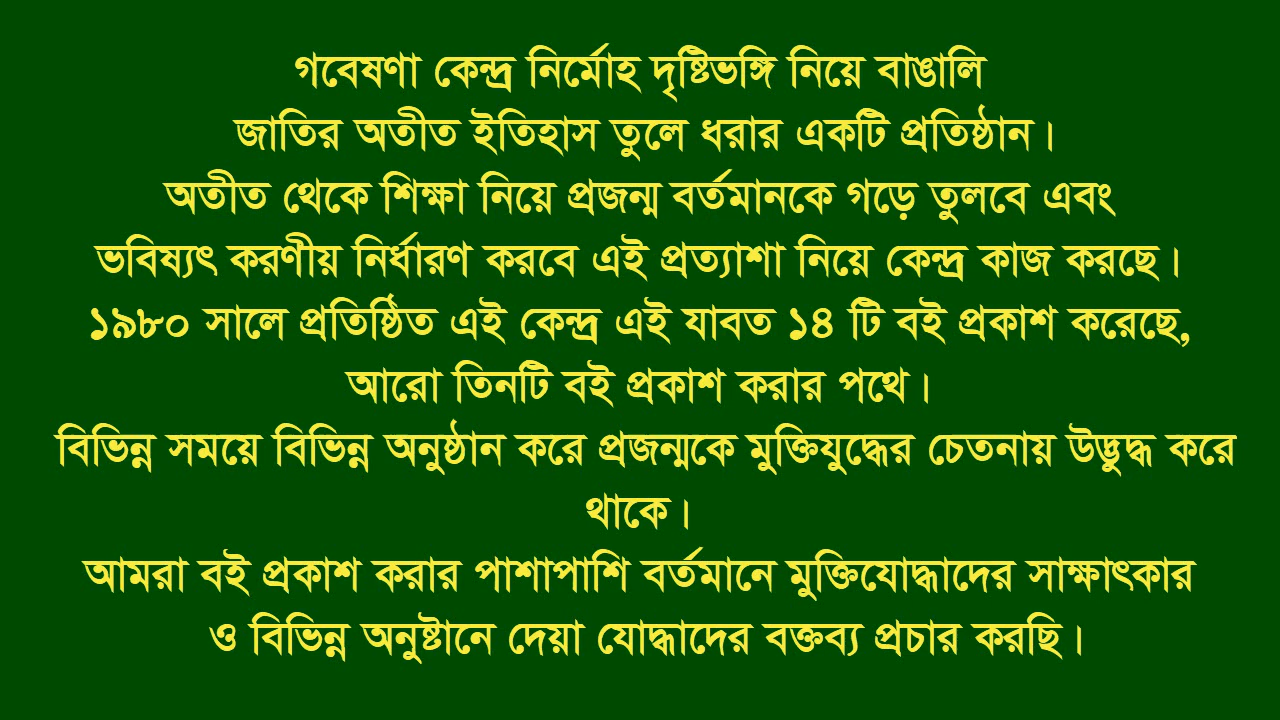 গবেষণা কেন্দ্র নির্মোহ দৃষ্টিভঙ্গি নিয়ে বাঙালি
জাতির অতীত ইতিহাস তুলে ধরার একটি প্রতিষ্ঠান।
অতীত থেকে শিক্ষা নিয়ে প্রজন্ম বর্তমানকে গড়ে তুলবে এবং
ভবিষ্যৎ করণীয় নির্ধারণ করবে এই প্রত্যাশা নিয়ে কেন্দ্র কাজ করছে।
১৯৮০ সালে প্রতিষ্ঠিত এই কেন্দ্র এই যাবত ১৪ টি বই প্রকাশ করেছে,
আরো তিনটি বই প্রকাশ করার পথে।
বিভিন্ন সময়ে বিভিন্ন অনুষ্ঠান করে প্রজন্মকে মুক্তিযুদ্ধের চেতনায় উদ্ভুদ্ধ করে
থাকে।
আমরা বই প্রকাশ করার পাশাপাশি বর্তমানে মুক্তিযোদ্ধাদের সাক্ষাৎকার
ও বিভিন্ন অনুষ্টানে দেয়া যোদ্ধাদের বক্তব্য প্রচার করছি।